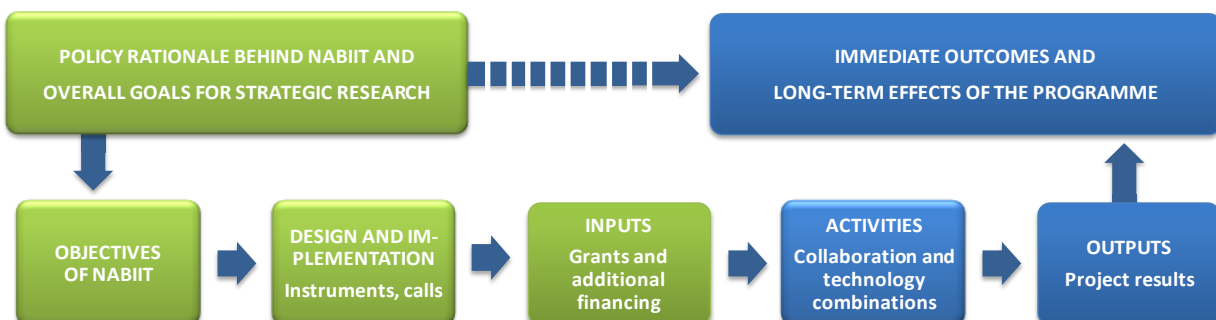 POLICY RATIONALE BEHIND NABIIT AND
OVERALL GOALS FOR STRATEGIC RESEARCH
IMMEDIATE OUTCOMES AND
LONG-TERM EFFECTS OF THE PROGRAMME
OBJECTIVES
OF NABIIT
DESIGN AND IM-
PLEMENTATION
Instruments, calls
INPUTS
Grants and
additional
financing
ACTIVITIES
Collaboration and
technology
combinations
OUTPUTS
Project results